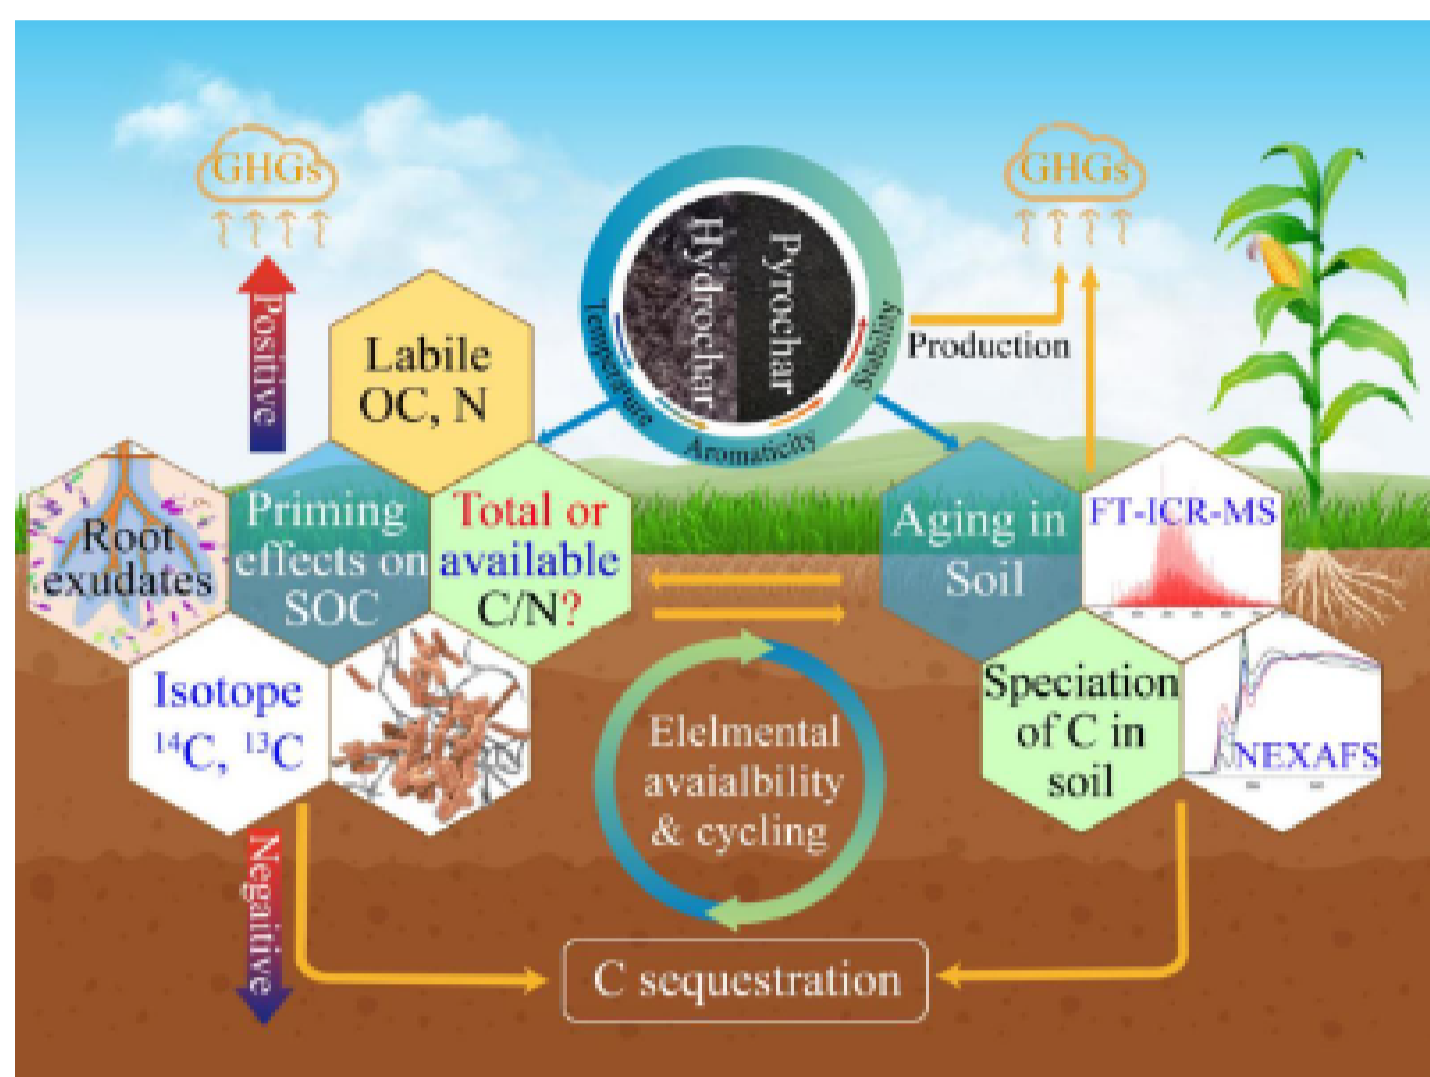 GHGs
GHGs
Positive
Labile
OC, N
Hydrochar
Pyrochar
Temperature
Aromaticity
Stability
Production
Root
exudates
Priming
effects on
SOC
Total or
available
C/N?
Aging in
Soil
FT-ICR-MS
Isotope
¹⁴C, ¹³C
Elelmental
avaialbility
& cycling
Speciation
of C in
soil
NEXAFS
Negaitive
C sequestration